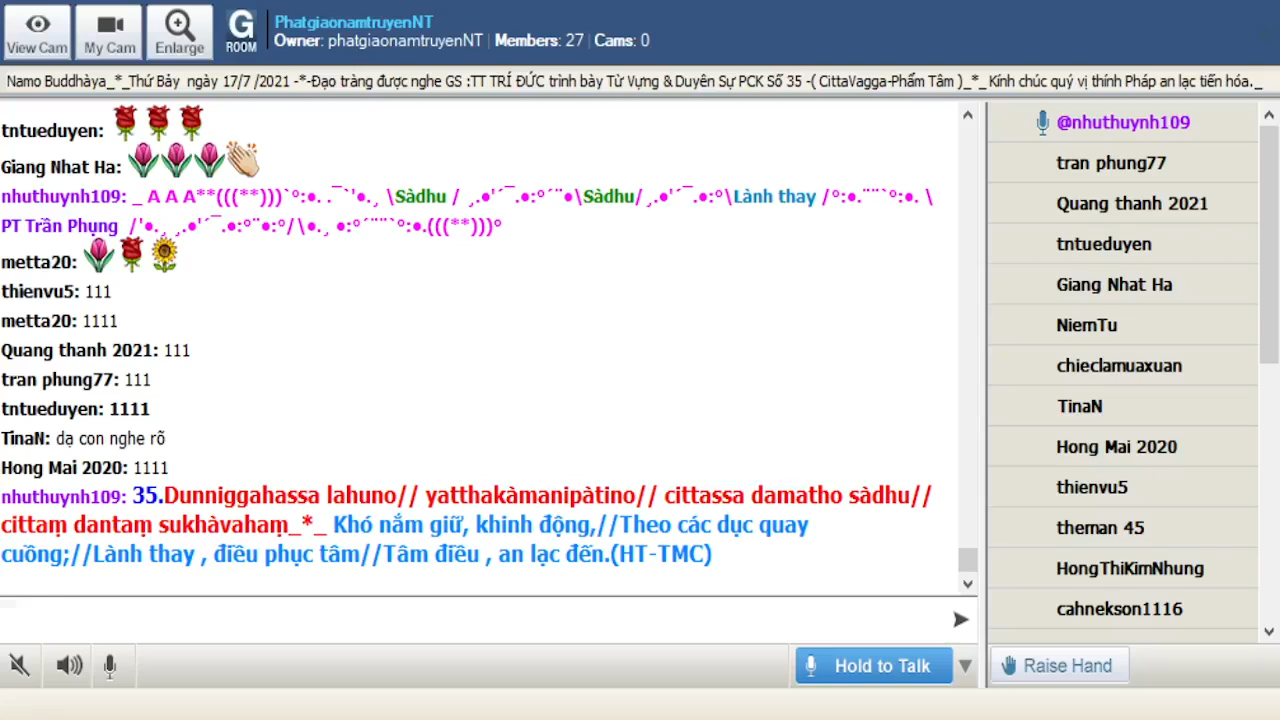 View Cam
My Cam
Enlarge
G
ROOM
PhatgiaonamtruyenNT
Owner: phatgiaonamtruyenNT | Members: 27 | Cams: 0
Namo Buddhàya_*_Thứ Bảy ngày 17/7 /2021 -*-Đạo tràng được nghe GS :TT TRÍ ĐỨC trình bày Từ Vựng & Duyên Sự PCK Số 35 -( CittaVagga-Phẩm Tâm )_*_Kính chúc quý vị thính Pháp an lạc tiến hóa._
tntueduyen:
Giang Nhat Ha:
nhuthuynh109: _ A A A**(((**)))`°:•. . ¯`'•.¸ \Sàdhu / ¸.•'´¯.•:°´¨•\Sàdhu/¸.•'´¯.•:°\Lành thay /°:•.¨¨`°:•. \
PT Trần Phụng /'•.¸ ¸.•'´¯.•:°¨•:°/\•.¸ •:°´¨¨`°:•.(((**)))°
metta20:
thienvu5: 111
metta20: 1111
Quang thanh 2021: 111
tran phung77: 111
tntueduyen: 1111
TinaN: dạ con nghe rõ
Hong Mai 2020: 1111
nhuthuynh109: 35.Dunniggahassa lahuno// yatthakàmanipàtino// cittassa damatho sàdhu//
cittaṃ dantaṃ sukhàvahaṃ_*_ Khó nắm giữ, khinh động,//Theo các dục quay
cuồng;//Lành thay , điều phục tâm//Tâm điều , an lạc đến.(HT-TMC)
@nhuthuynh109
tran phung77
Quang thanh 2021
tntueduyen
Giang Nhat Ha
NiemTu
chieclamuaxuan
TinaN
Hong Mai 2020
thienvu5
theman 45
HongThiKimNhung
cahnekson1116
Hold to Talk
Raise Hand